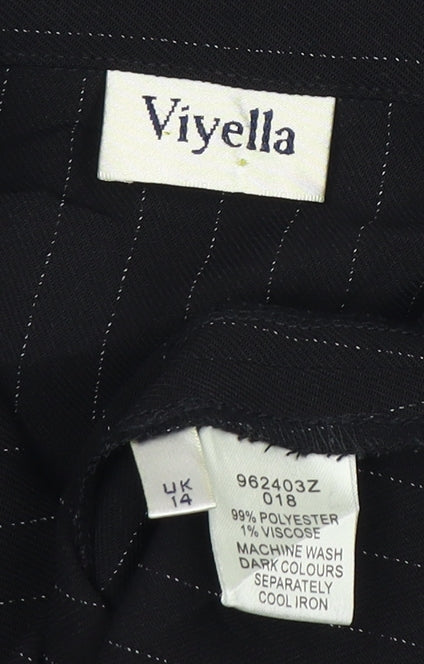 Viyella
UK
14
962403Z
018
99% POLYESTER
1% VISCOSE
MACHINE WASH
DARK COLOURS
SEPARATELY
COOL IRON